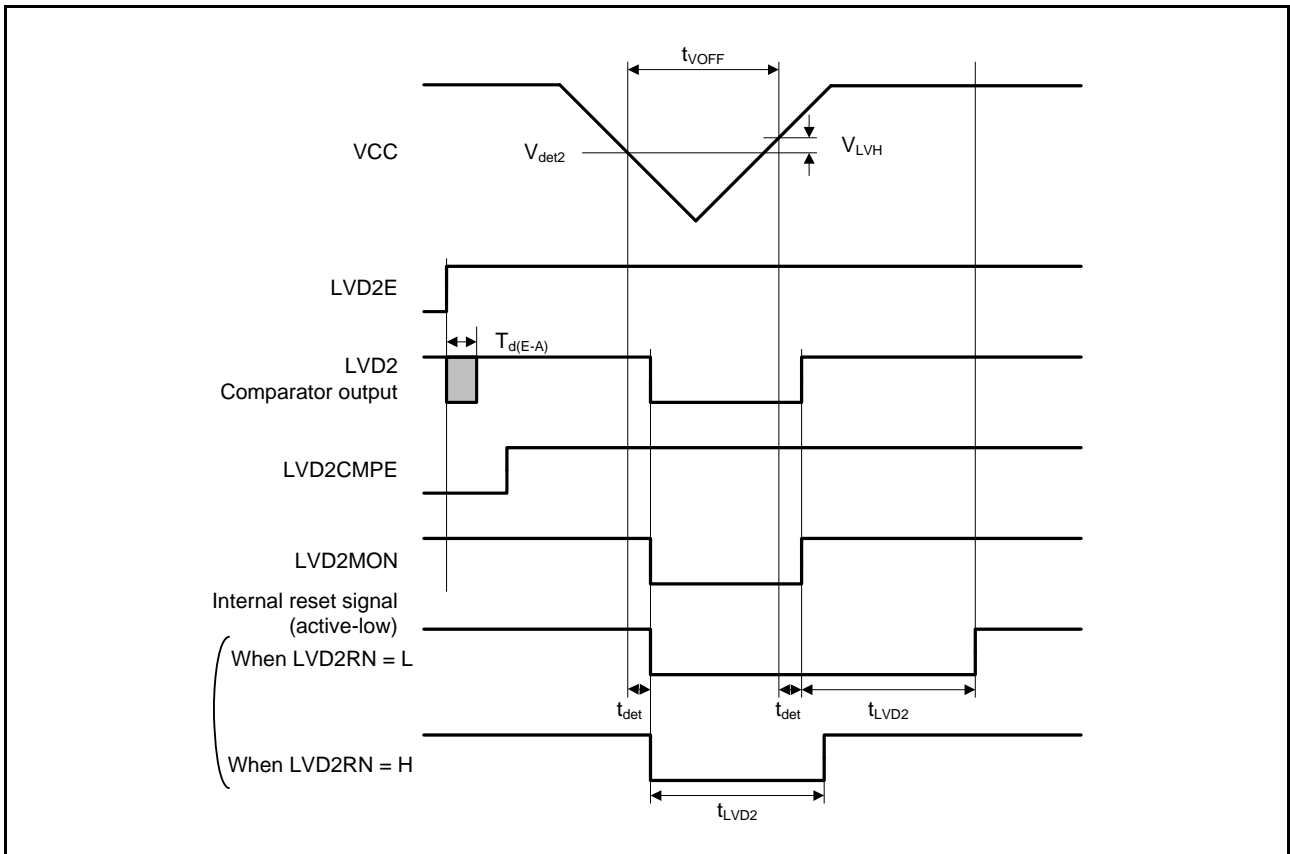 tVOFF
VCC
Vdet2
VLVH
LVD2E
Td(E-A)
LVD2
Comparator output
LVD2CMPE
LVD2MON
Internal reset signal
(active-low)
When LVD2RN = L
tdet
tdet
tLVD2
When LVD2RN = H
tLVD2